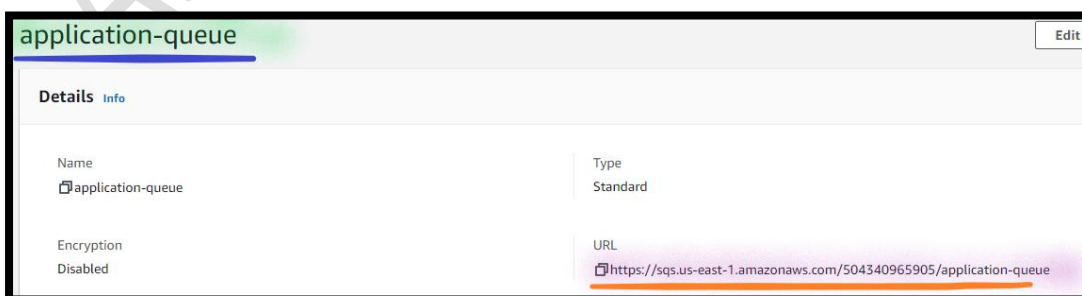 application-queue
Edit
Details Info
Name
application-queue
Type
Standard
Encryption
Disabled
URL
https://sqs.us-east-1.amazonaws.com/504340965905/application-queue